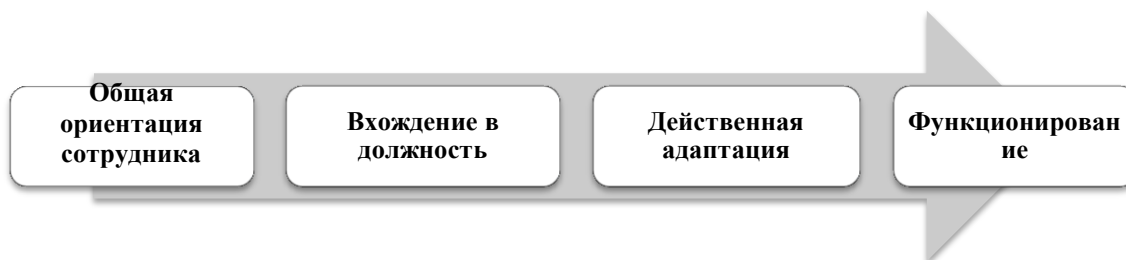 Общая
ориентация
сотрудника
Вхождение в
должность
Действенная
адаптация
Функционирован
ие